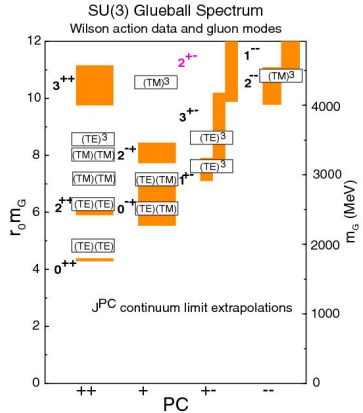 SU(3) Glueball Spectrum
Wilson action data and gluon modes
12
10
8
6
4
2
0
r₀m_G
4000
3000
2000
1000
0
m_G (MeV)
3⁺⁺
(TE)³
(TM)(TM)
(TM)(TM)
2⁺⁺
(TE)(TE)
(TE)(TE)
0⁺⁺
(TM)³
2⁻⁺
(TE)(TM)
0⁻⁺
(TE)(TM)
2⁺⁻
3⁺⁻
(TE)³
1⁺⁻
(TE)³
1⁻⁻
2⁻⁻
(TM)³
J^PC continuum limit extrapolations
++
+
+-
--
PC